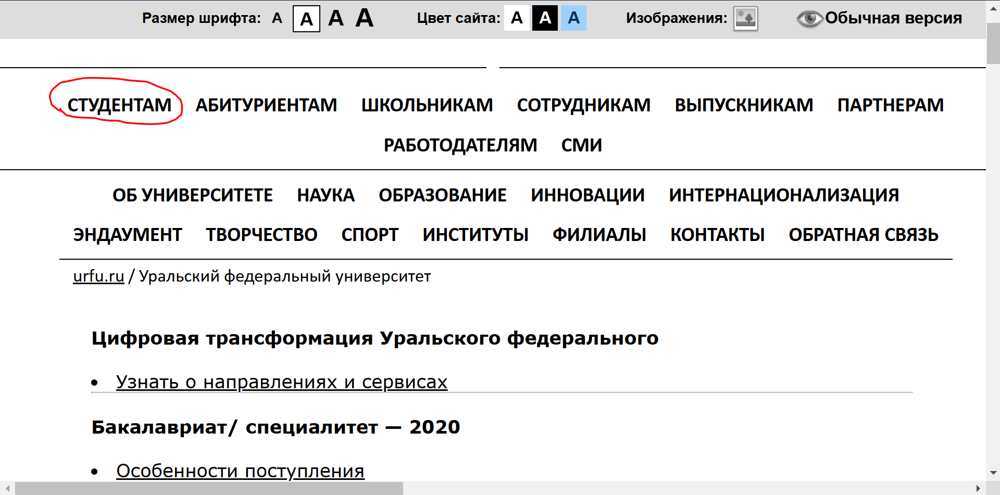 Размер шрифта: А А А А Цвет сайта: А А А Изображения: Обычная версия
СТУДЕНТАМ АБИТУРИЕНТАМ ШКОЛЬНИКАМ СОТРУДНИКАМ ВЫПУСКНИКАМ ПАРТНЕРАМ
РАБОТОДАТЕЛЯМ СМИ
ОБ УНИВЕРСИТЕТЕ НАУКА ОБРАЗОВАНИЕ ИННОВАЦИИ ИНТЕРНАЦИОНАЛИЗАЦИЯ
ЭНДАУМЕНТ ТВОРЧЕСТВО СПОРТ ИНСТИТУТЫ ФИЛИАЛЫ КОНТАКТЫ ОБРАТНАЯ СВЯЗЬ
urfu.ru / Уральский федеральный университет
Цифровая трансформация Уральского федерального
• Узнать о направлениях и сервисах
Бакалавриат/ специалитет — 2020
• Особенности поступления